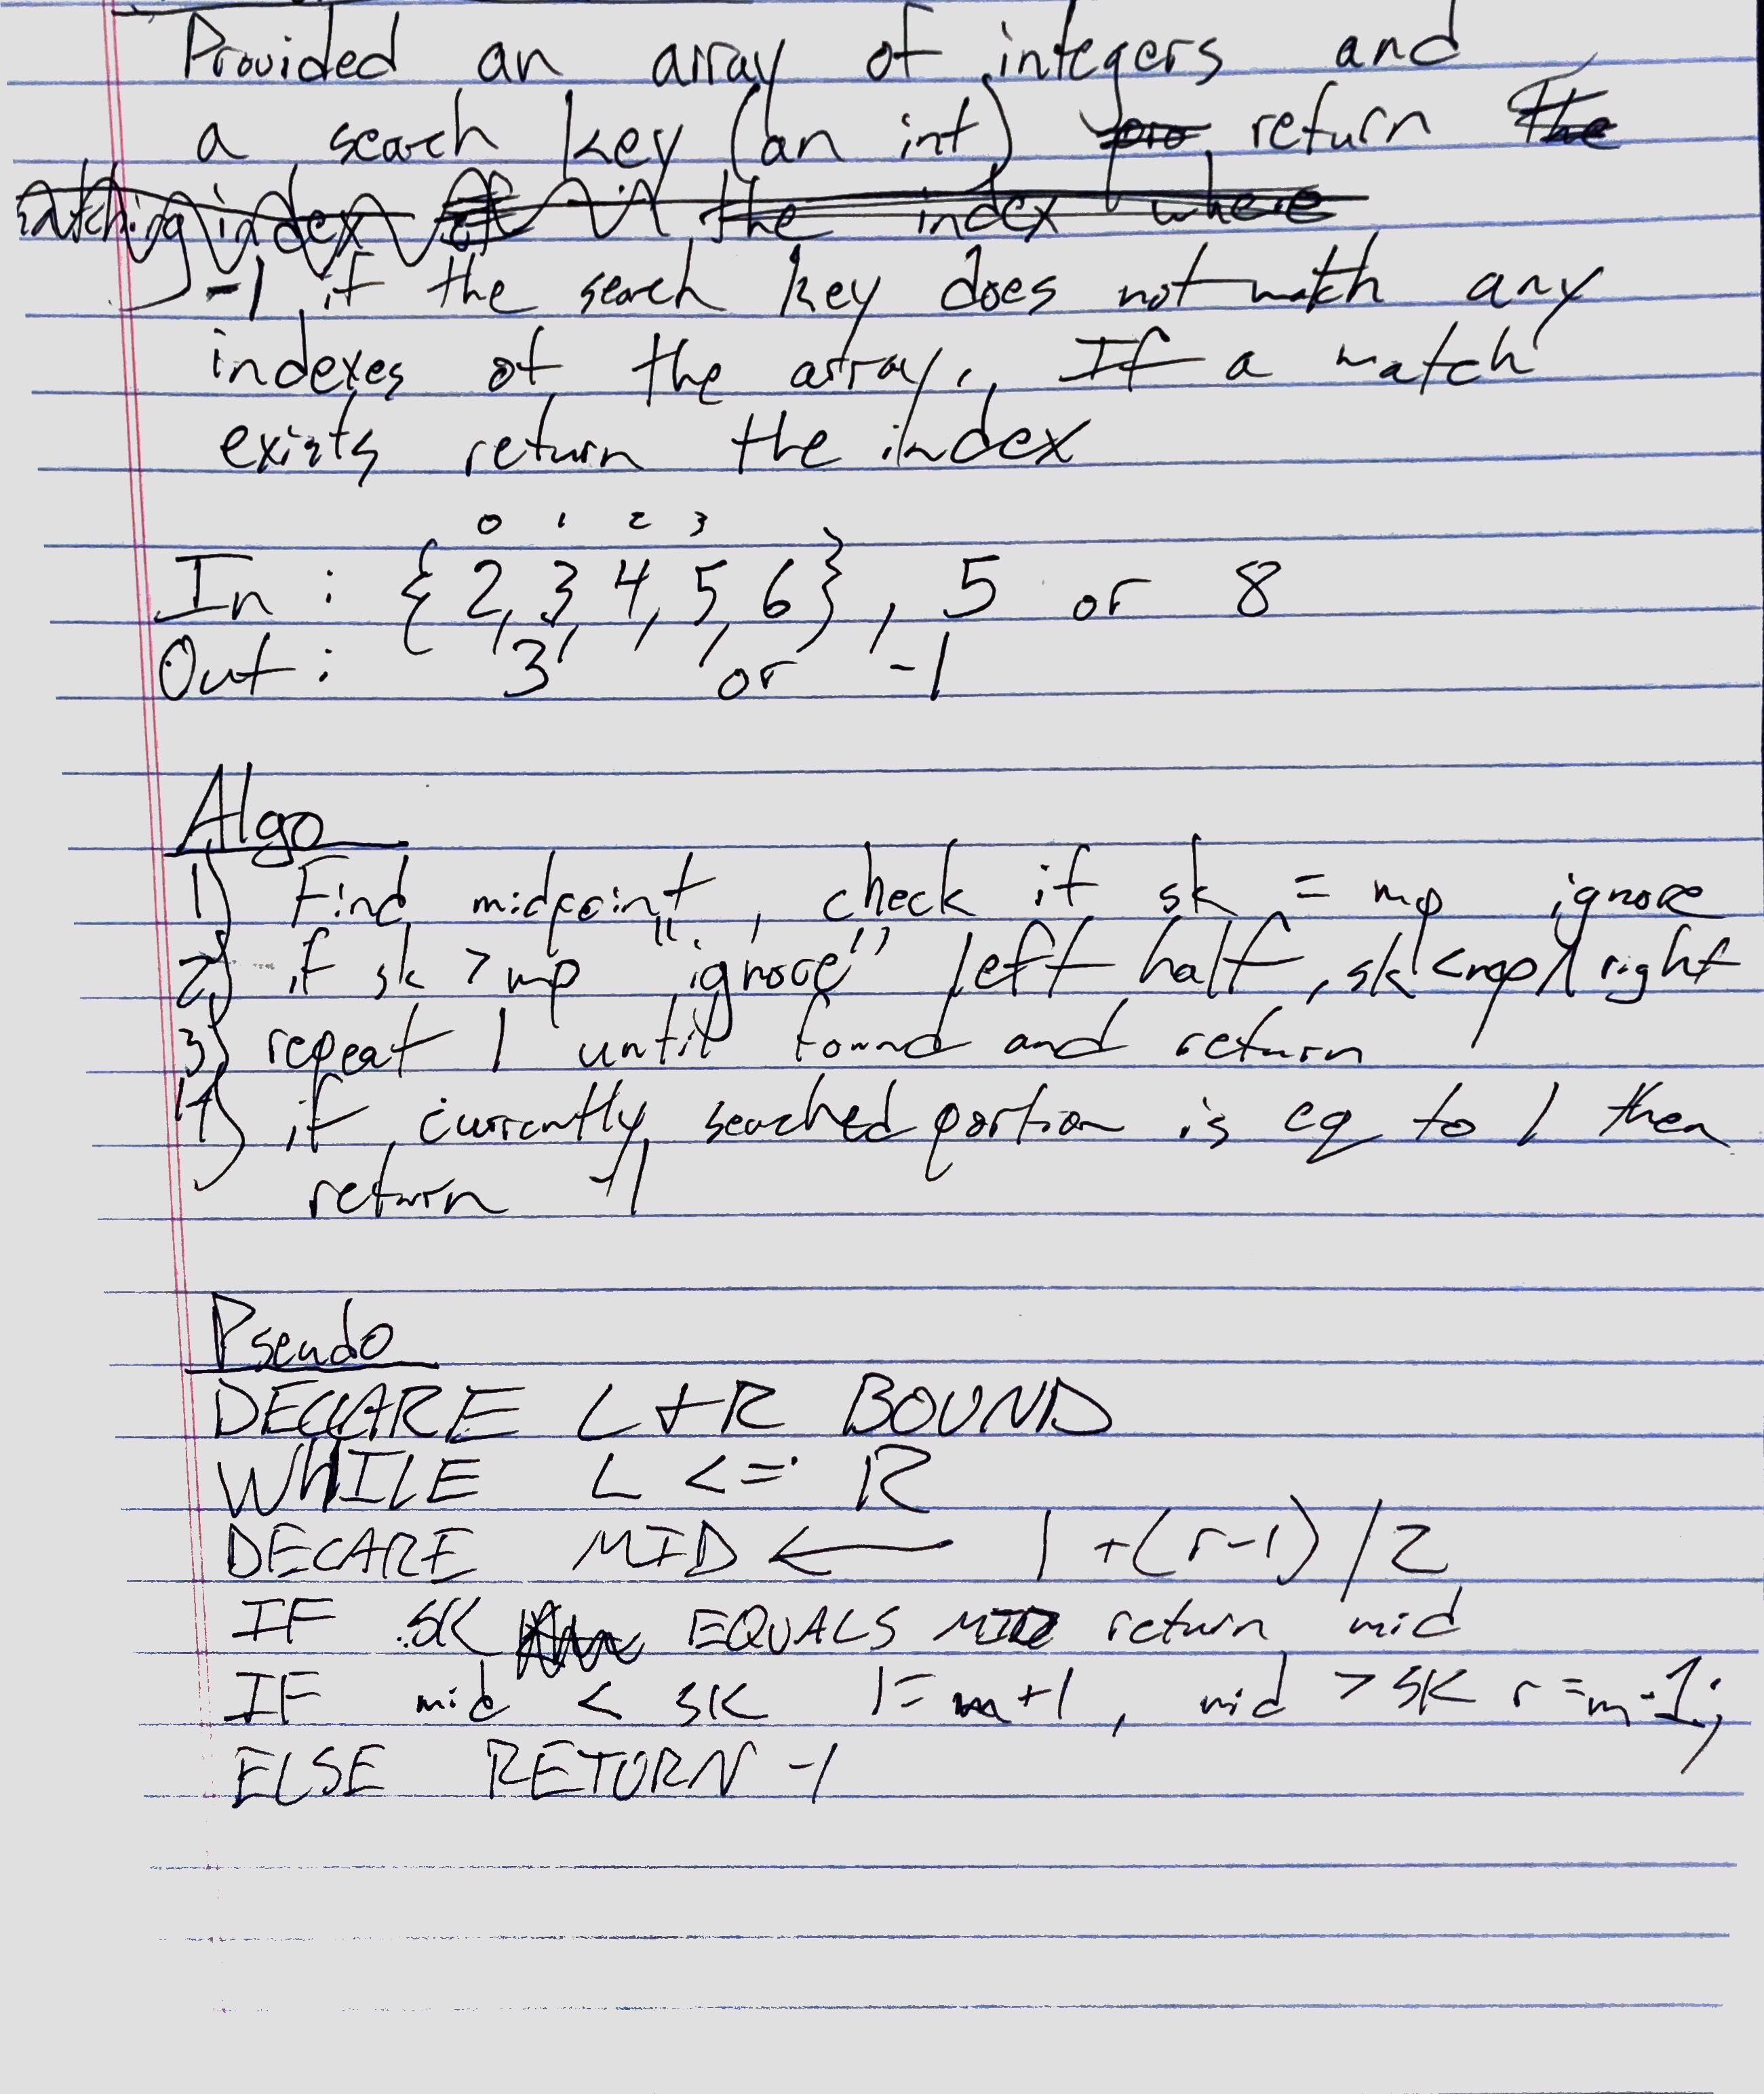 Provided an array of integers and
a search key (an int) pro return The
matching index of the index where
-1 if the search key does not match any
indexes of the array. If a match
exists return the index
0 1 2 3
In : {2, 3, 4, 5, 6}, 5 or 8
Out : 3 or -1
Algo
1) Find midpoint, check if sk = mp
2) if sk > mp "ignore" left half, sk < mp ignore right
3) repeat 1 until found and return
4) if currently searched portion is eq to 1 then
return -1
Pseudo
DECLARE L + R BOUND
WHILE L <= R
DECARE MID ← l + (r-l) / 2
IF SK EQUALS MID return mid
IF mid < SK l = m+1, mid > SK r = m-1;
ELSE RETURN -1